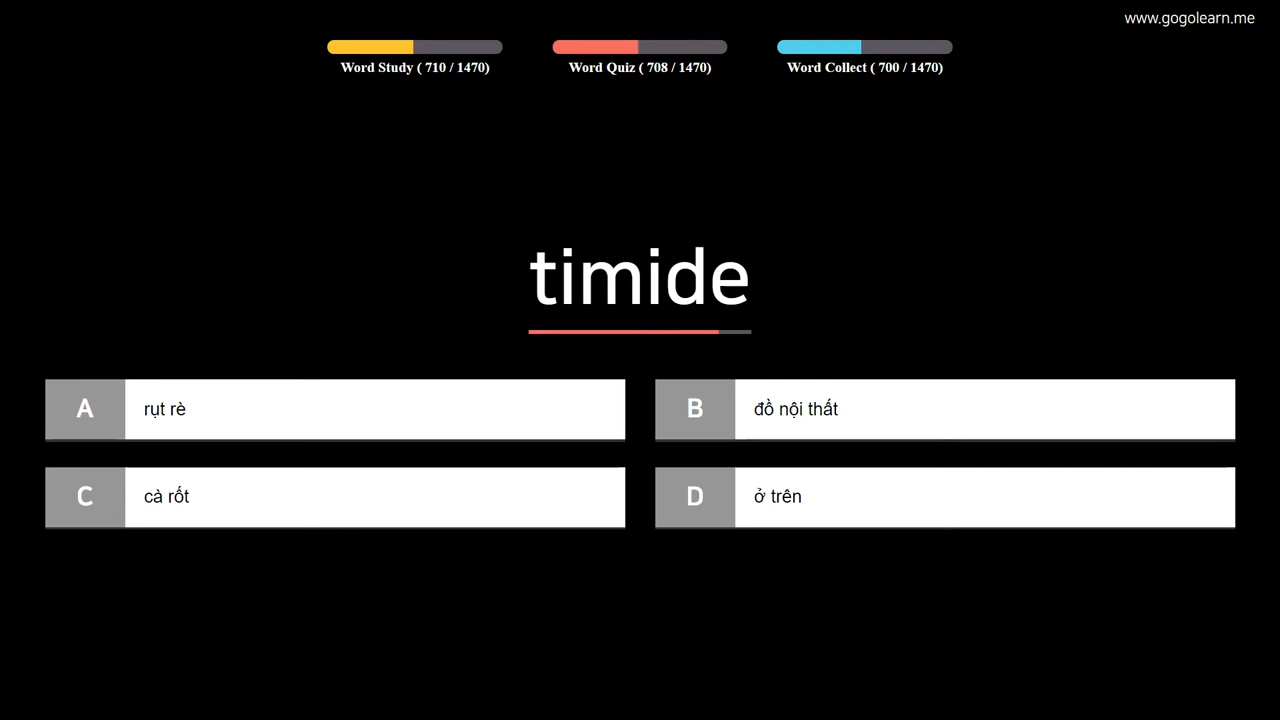 www.gogolearn.me
Word Study ( 710 / 1470)
Word Quiz ( 708 / 1470)
Word Collect ( 700 / 1470)
timide
A rụt rè
B đồ nội thất
C cà rốt
D ở trên